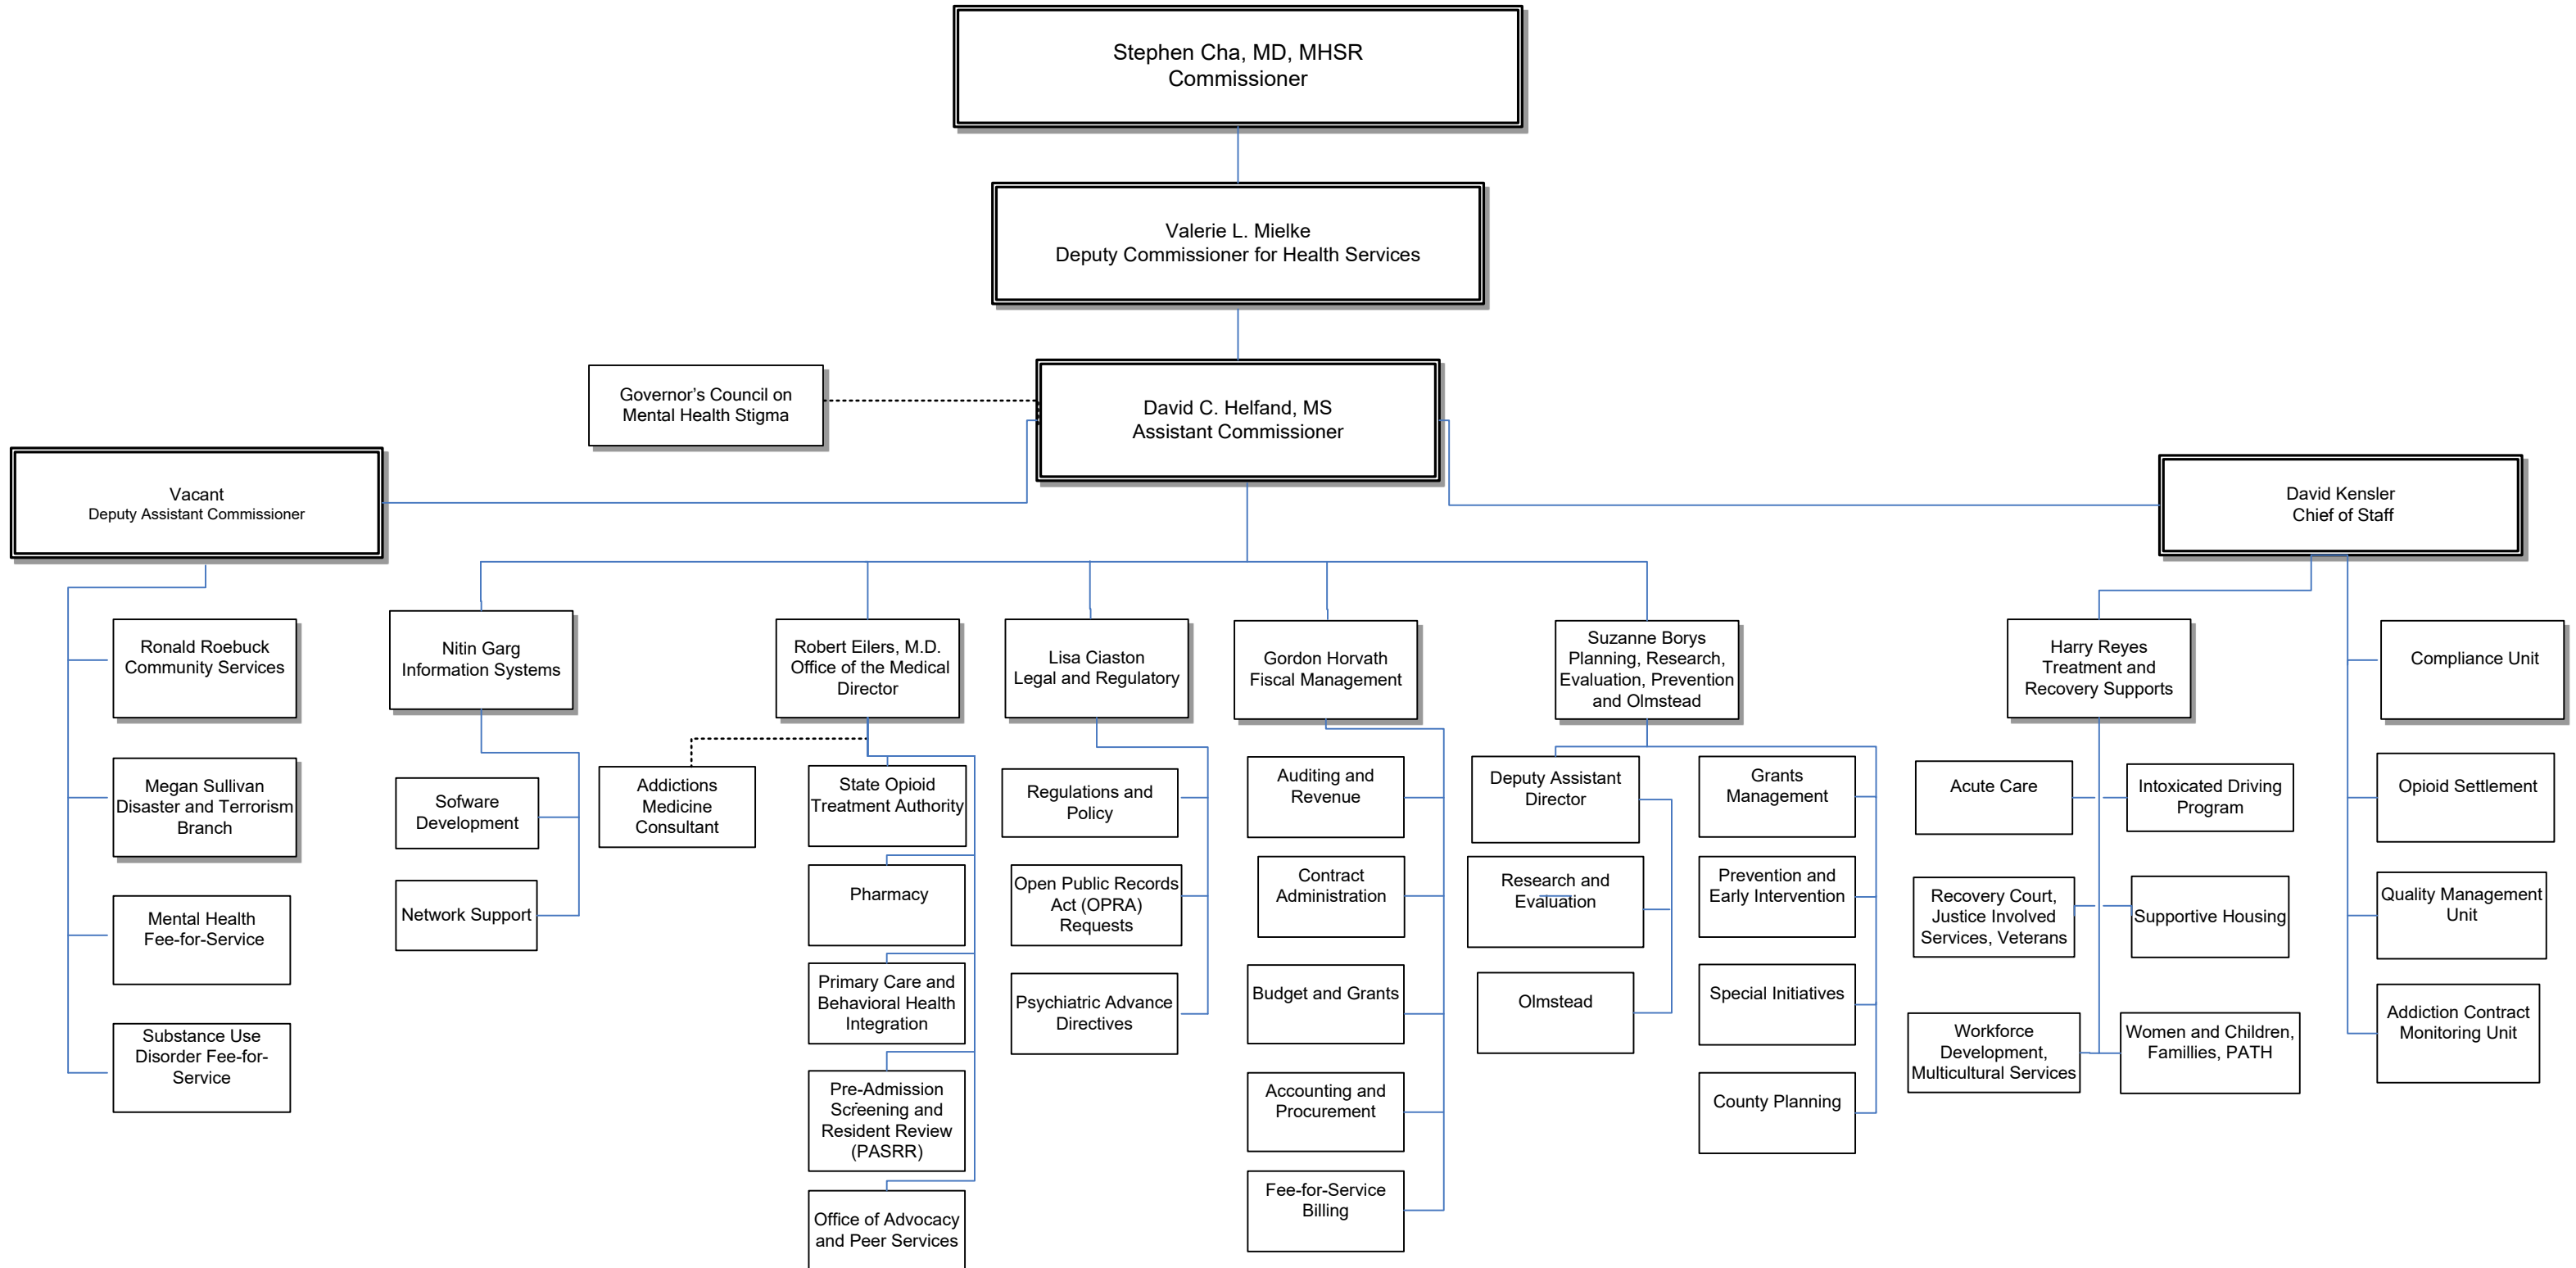 Stephen Cha, MD, MHSR
Commissioner
Valerie L. Mielke
Deputy Commissioner for Health Services
Governor’s Council on
Mental Health Stigma
David C. Helfand, MS
Assistant Commissioner
Vacant
Deputy Assistant Commissioner
David Kensler
Chief of Staff
Ronald Roebuck
Community Services
Megan Sullivan
Disaster and Terrorism
Branch
Mental Health
Fee-for-Service
Substance Use
Disorder Fee-for-
Service
Nitin Garg
Information Systems
Sofware
Development
Network Support
Robert Eilers, M.D.
Office of the Medical
Director
Addictions
Medicine
Consultant
State Opioid
Treatment Authority
Pharmacy
Primary Care and
Behavioral Health
Integration
Pre-Admission
Screening and
Resident Review
(PASRR)
Office of Advocacy
and Peer Services
Lisa Ciaston
Legal and Regulatory
Regulations and
Policy
Open Public Records
Act (OPRA)
Requests
Psychiatric Advance
Directives
Gordon Horvath
Fiscal Management
Auditing and
Revenue
Contract
Administration
Budget and Grants
Accounting and
Procurement
Fee-for-Service
Billing
Suzanne Borys
Planning, Research,
Evaluation, Prevention
and Olmstead
Deputy Assistant
Director
Research and
Evaluation
Olmstead
Grants
Management
Prevention and
Early Intervention
Special Initiatives
County Planning
Harry Reyes
Treatment and
Recovery Supports
Acute Care
Intoxicated Driving
Program
Recovery Court,
Justice Involved
Services, Veterans
Supportive Housing
Workforce
Development,
Multicultural Services
Women and Children,
Famillies, PATH
Compliance Unit
Opioid Settlement
Quality Management
Unit
Addiction Contract
Monitoring Unit